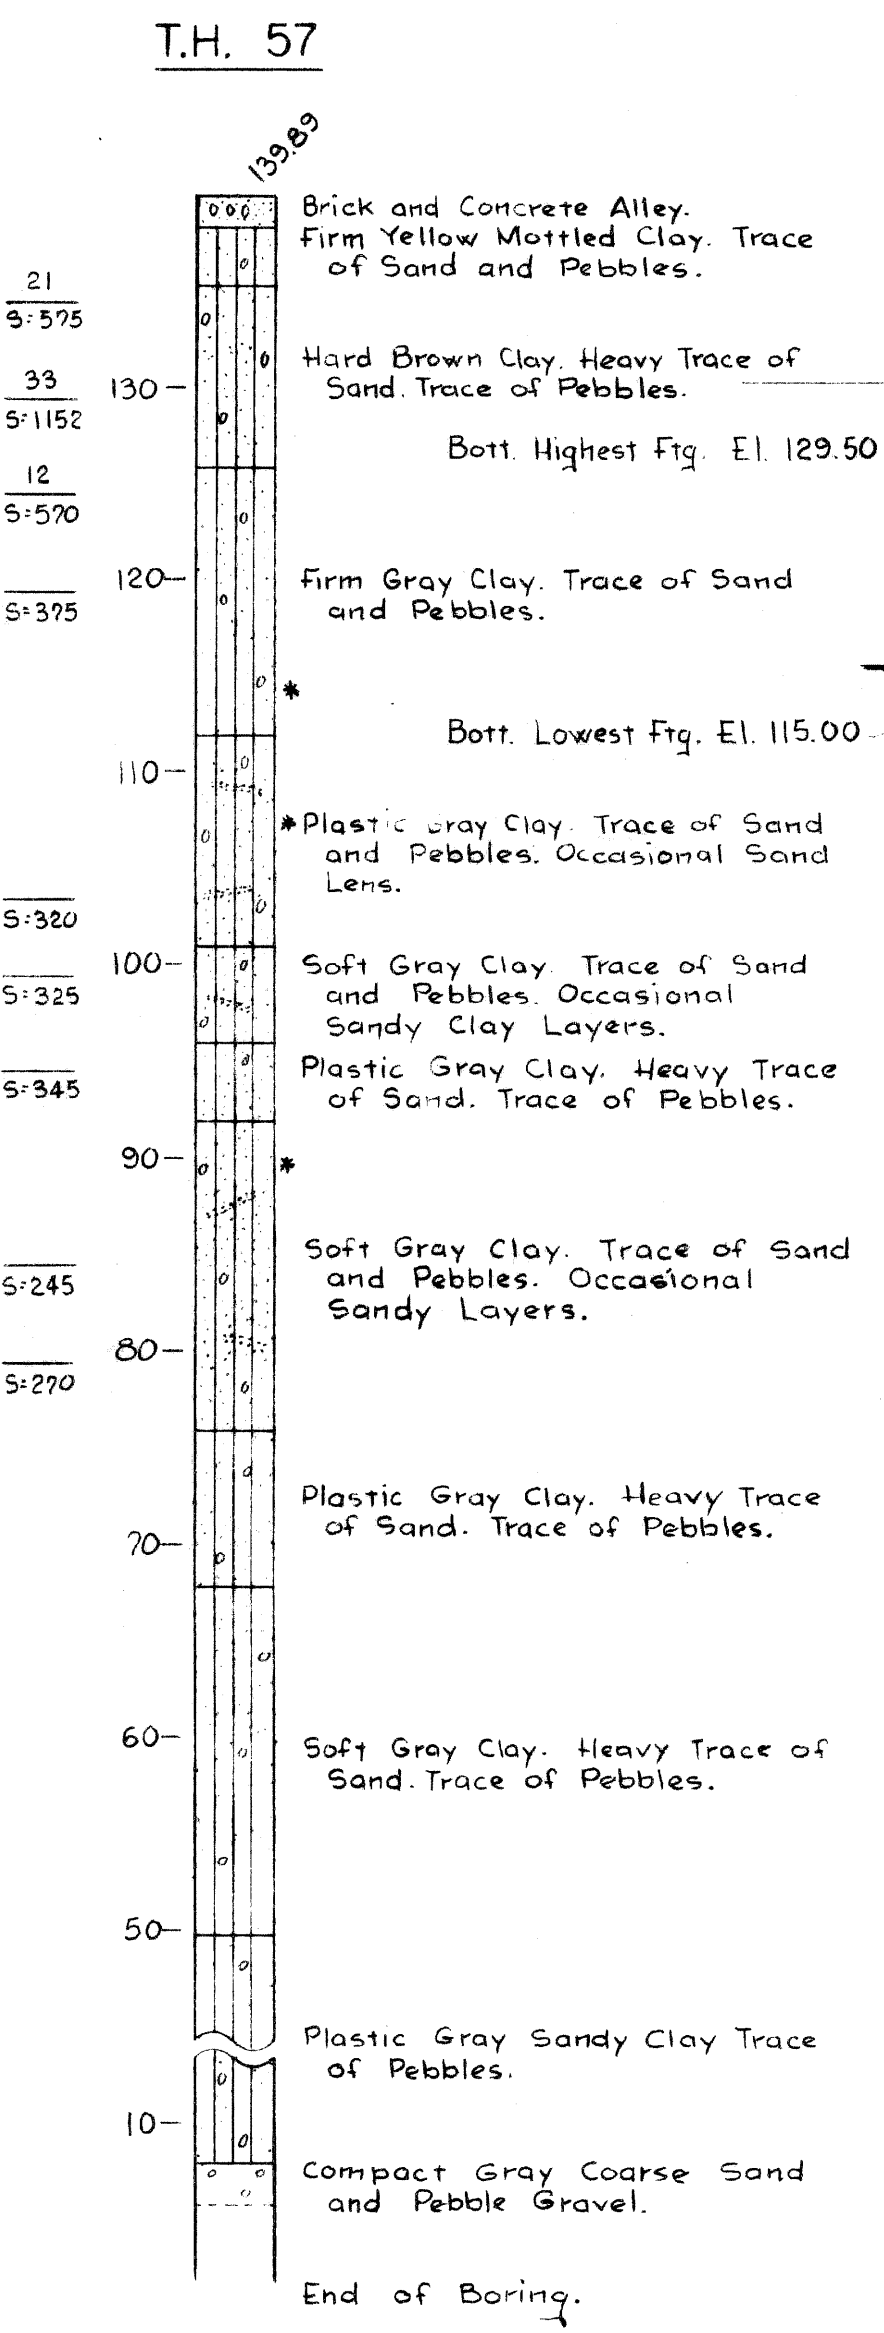 T.H. 57
139.89
Brick and Concrete Alley.
Firm Yellow Mottled Clay. Trace
of Sand and Pebbles.
21
S=575
Hard Brown Clay. Heavy Trace of
33
130
Sand. Trace of Pebbles.
S=1152
Bott. Highest Ftg. El. 129.50
12
S=570
120
Firm Gray Clay. Trace of Sand
S=375
and Pebbles.
*
Bott. Lowest Ftg. El. 115.00
110
* Plastic Gray Clay. Trace of Sand
and Pebbles. Occasional Sand
Lens.
S=320
100
Soft Gray Clay. Trace of Sand
S=325
and Pebbles. Occasional
Sandy Clay Layers.
Plastic Gray Clay. Heavy Trace
S=345
of Sand. Trace of Pebbles.
90
*
Soft Gray Clay. Trace of Sand
S=245
and Pebbles. Occasional
Sandy Layers.
80
S=270
Plastic Gray Clay. Heavy Trace
of Sand. Trace of Pebbles.
70
60
Soft Gray Clay. Heavy Trace of
Sand. Trace of Pebbles.
50
Plastic Gray Sandy Clay Trace
of Pebbles.
10
Compact Gray Coarse Sand
and Pebble Gravel.
End of Boring.